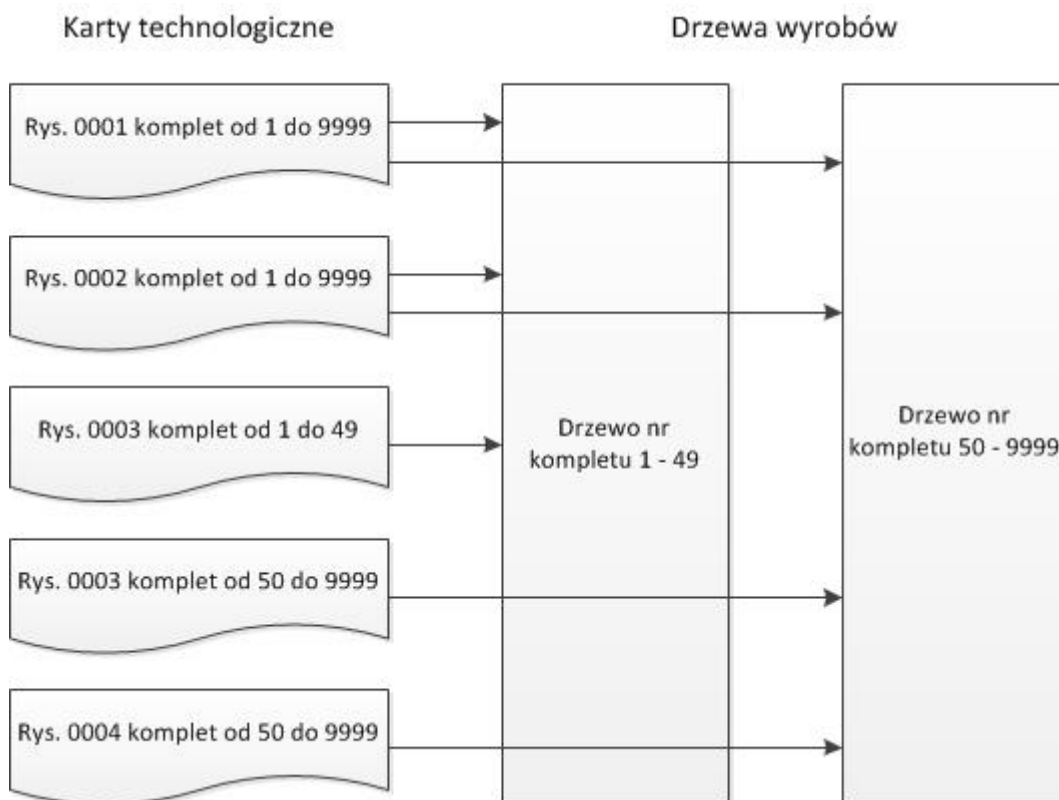 Karty technologiczne
Drzewa wyrobów
Rys. 0001 komplet od 1 do 9999
Rys. 0002 komplet od 1 do 9999
Rys. 0003 komplet od 1 do 49
Rys. 0003 komplet od 50 do 9999
Rys. 0004 komplet od 50 do 9999
Drzewo nr
kompletu 1 - 49
Drzewo nr
kompletu 50 - 9999